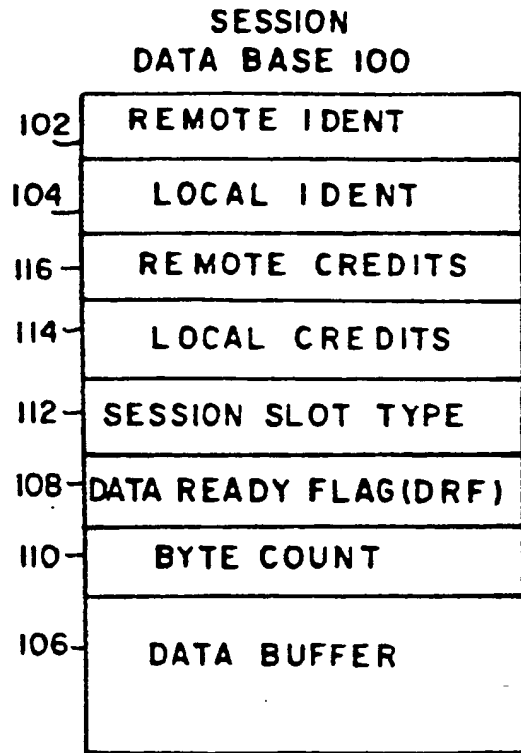 SESSION
DATA BASE 100
102 REMOTE IDENT
104 LOCAL IDENT
116 REMOTE CREDITS
114 LOCAL CREDITS
112 SESSION SLOT TYPE
108 DATA READY FLAG(DRF)
110 BYTE COUNT
106 DATA BUFFER